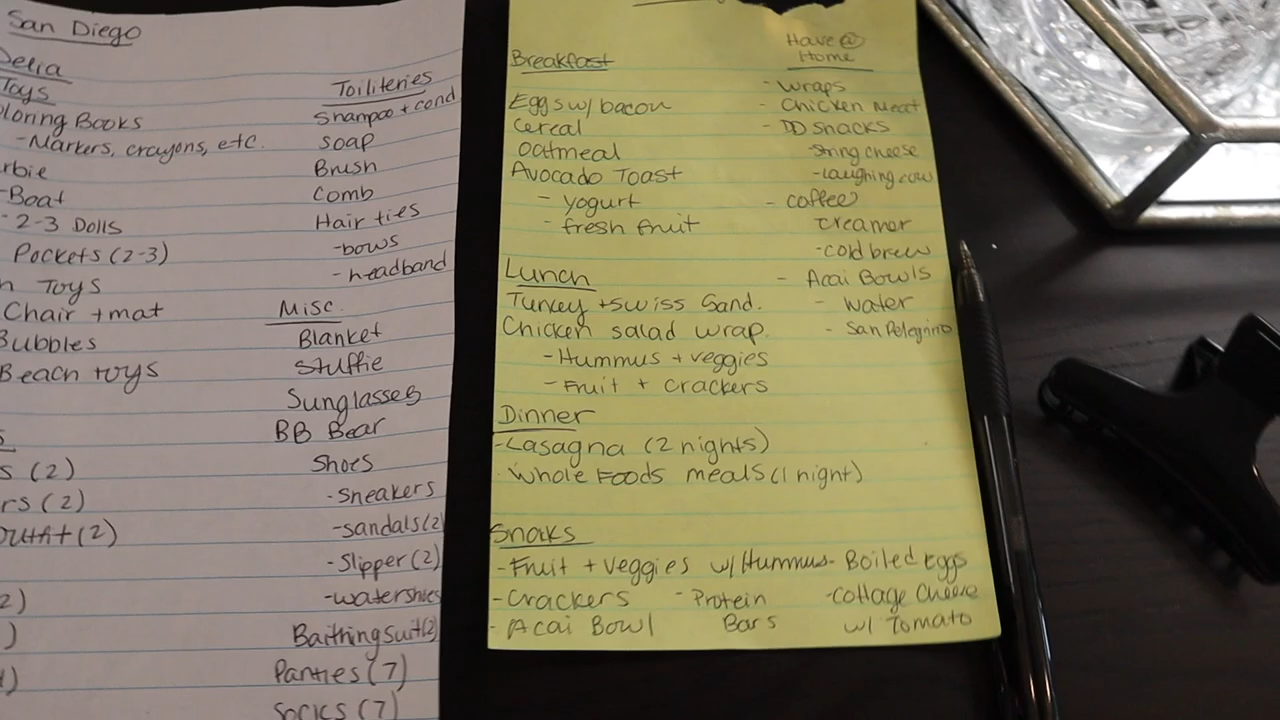 San Diego
Delia
Toys
loring Books
-Markers, crayons, etc.
rbie
-Boat
- 2-3 Dolls
Pockets (2-3)
Toys
Chair + mat
Bubbles
Beach toys
s (2)
rs (2)
outfit (2)
2)
)
)
Toiliteries
Shampoo + cond
soap
Brush
Comb
Hair ties
-bows
- headband
Misc.
Blanket
Stuffie
Sunglasses
BB Bear
Shoes
-Sneakers
-sandals (2)
-Slipper (2)
-watershoes
Baithingsuit (2)
Panties (7)
Socks (7)
Breakfast
Eggs w/ bacon
Cereal
Oatmeal
Avocado Toast
- yogurt
- fresh fruit
Lunch
Turkey + swiss Sand.
Chicken salad wrap.
-Hummus + veggies
-Fruit + Crackers
Dinner
-Lasagna (2 nights)
- Whole Foods meals (1 night)
Have @
Home
- wraps
- Chicken Meat
- DD snacks
-String cheese
-laughing cow
- coffee
creamer
-cold brew
- Acai Bowls
- water
- San Pelegrino
Snacks
-Fruit + veggies w/ Hummus - Boiled Eggs
-Crackers - Protein -Cottage Cheese
- Acai Bowl Bars w/ Tomato